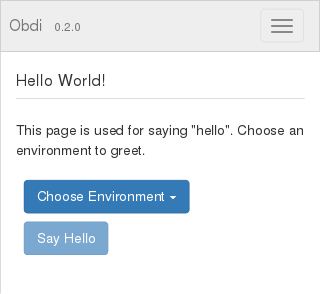 Obdi 0.2.0
Hello World!
This page is used for saying "hello". Choose an
environment to greet.
Choose Environment
Say Hello